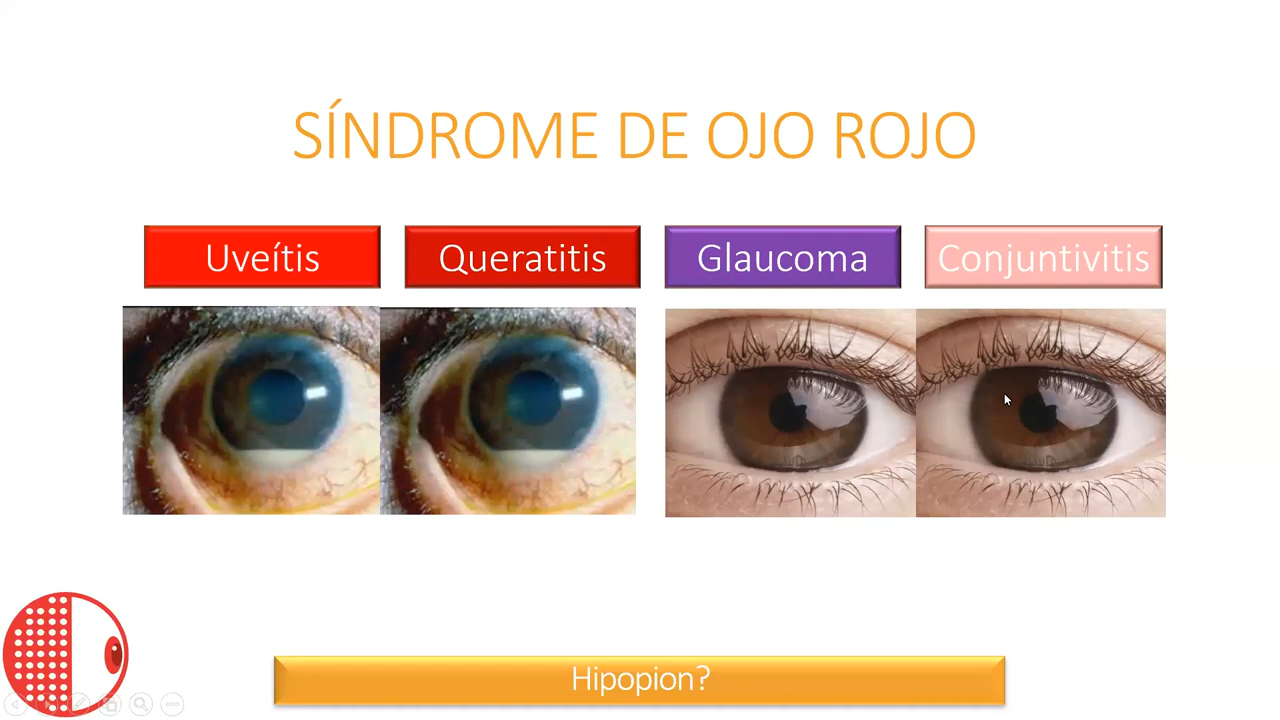 SÍNDROME DE OJO ROJO
Uveítis
Queratitis
Glaucoma
Conjuntivitis
Hipopion?